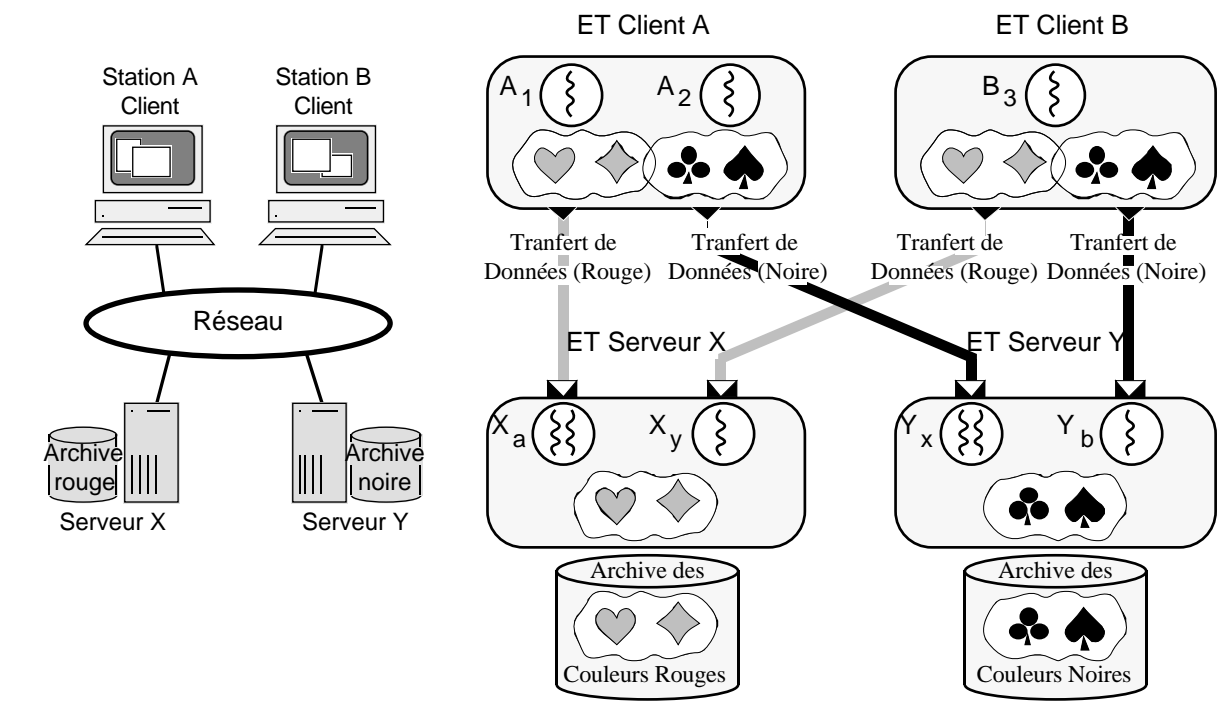 Station A
Client
Station B
Client
Réseau
Archive
rouge
Archive
noire
Serveur X
Serveur Y
ET Client A
ET Client B
A1
A2
B3
Tranfert de
Données (Rouge)
Tranfert de
Données (Noire)
Tranfert de
Données (Rouge)
Tranfert de
Données (Noire)
ET Serveur X
ET Serveur Y
Xa
Xy
Yx
Yb
Archive des
Couleurs Rouges
Archive des
Couleurs Noires